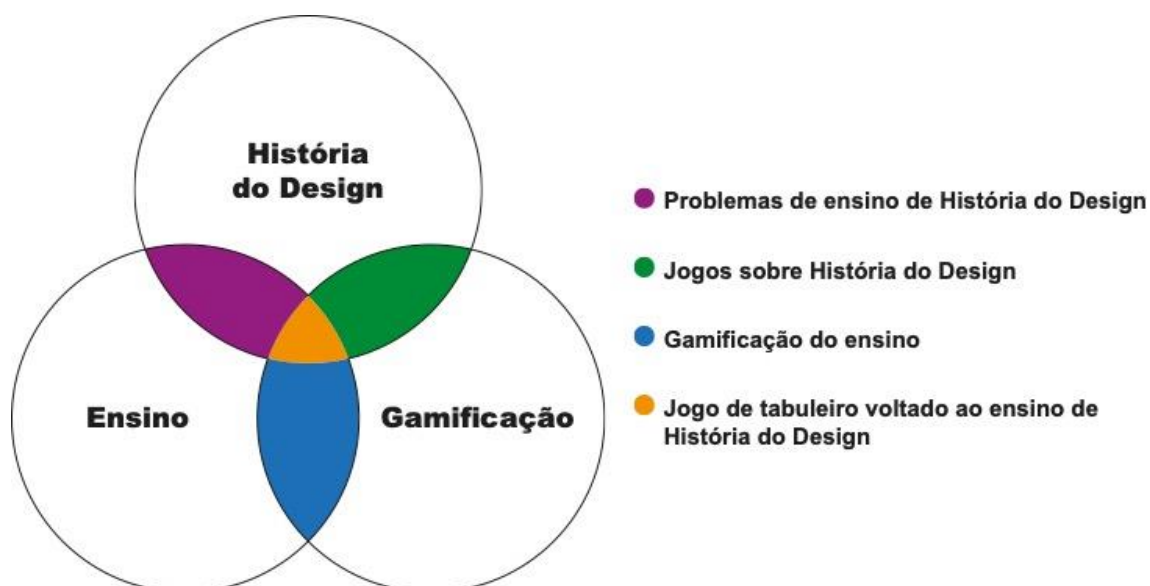 História
do Design
Ensino
Gamificação
Problemas de ensino de História do Design
Jogos sobre História do Design
Gamificação do ensino
Jogo de tabuleiro voltado ao ensino de
História do Design